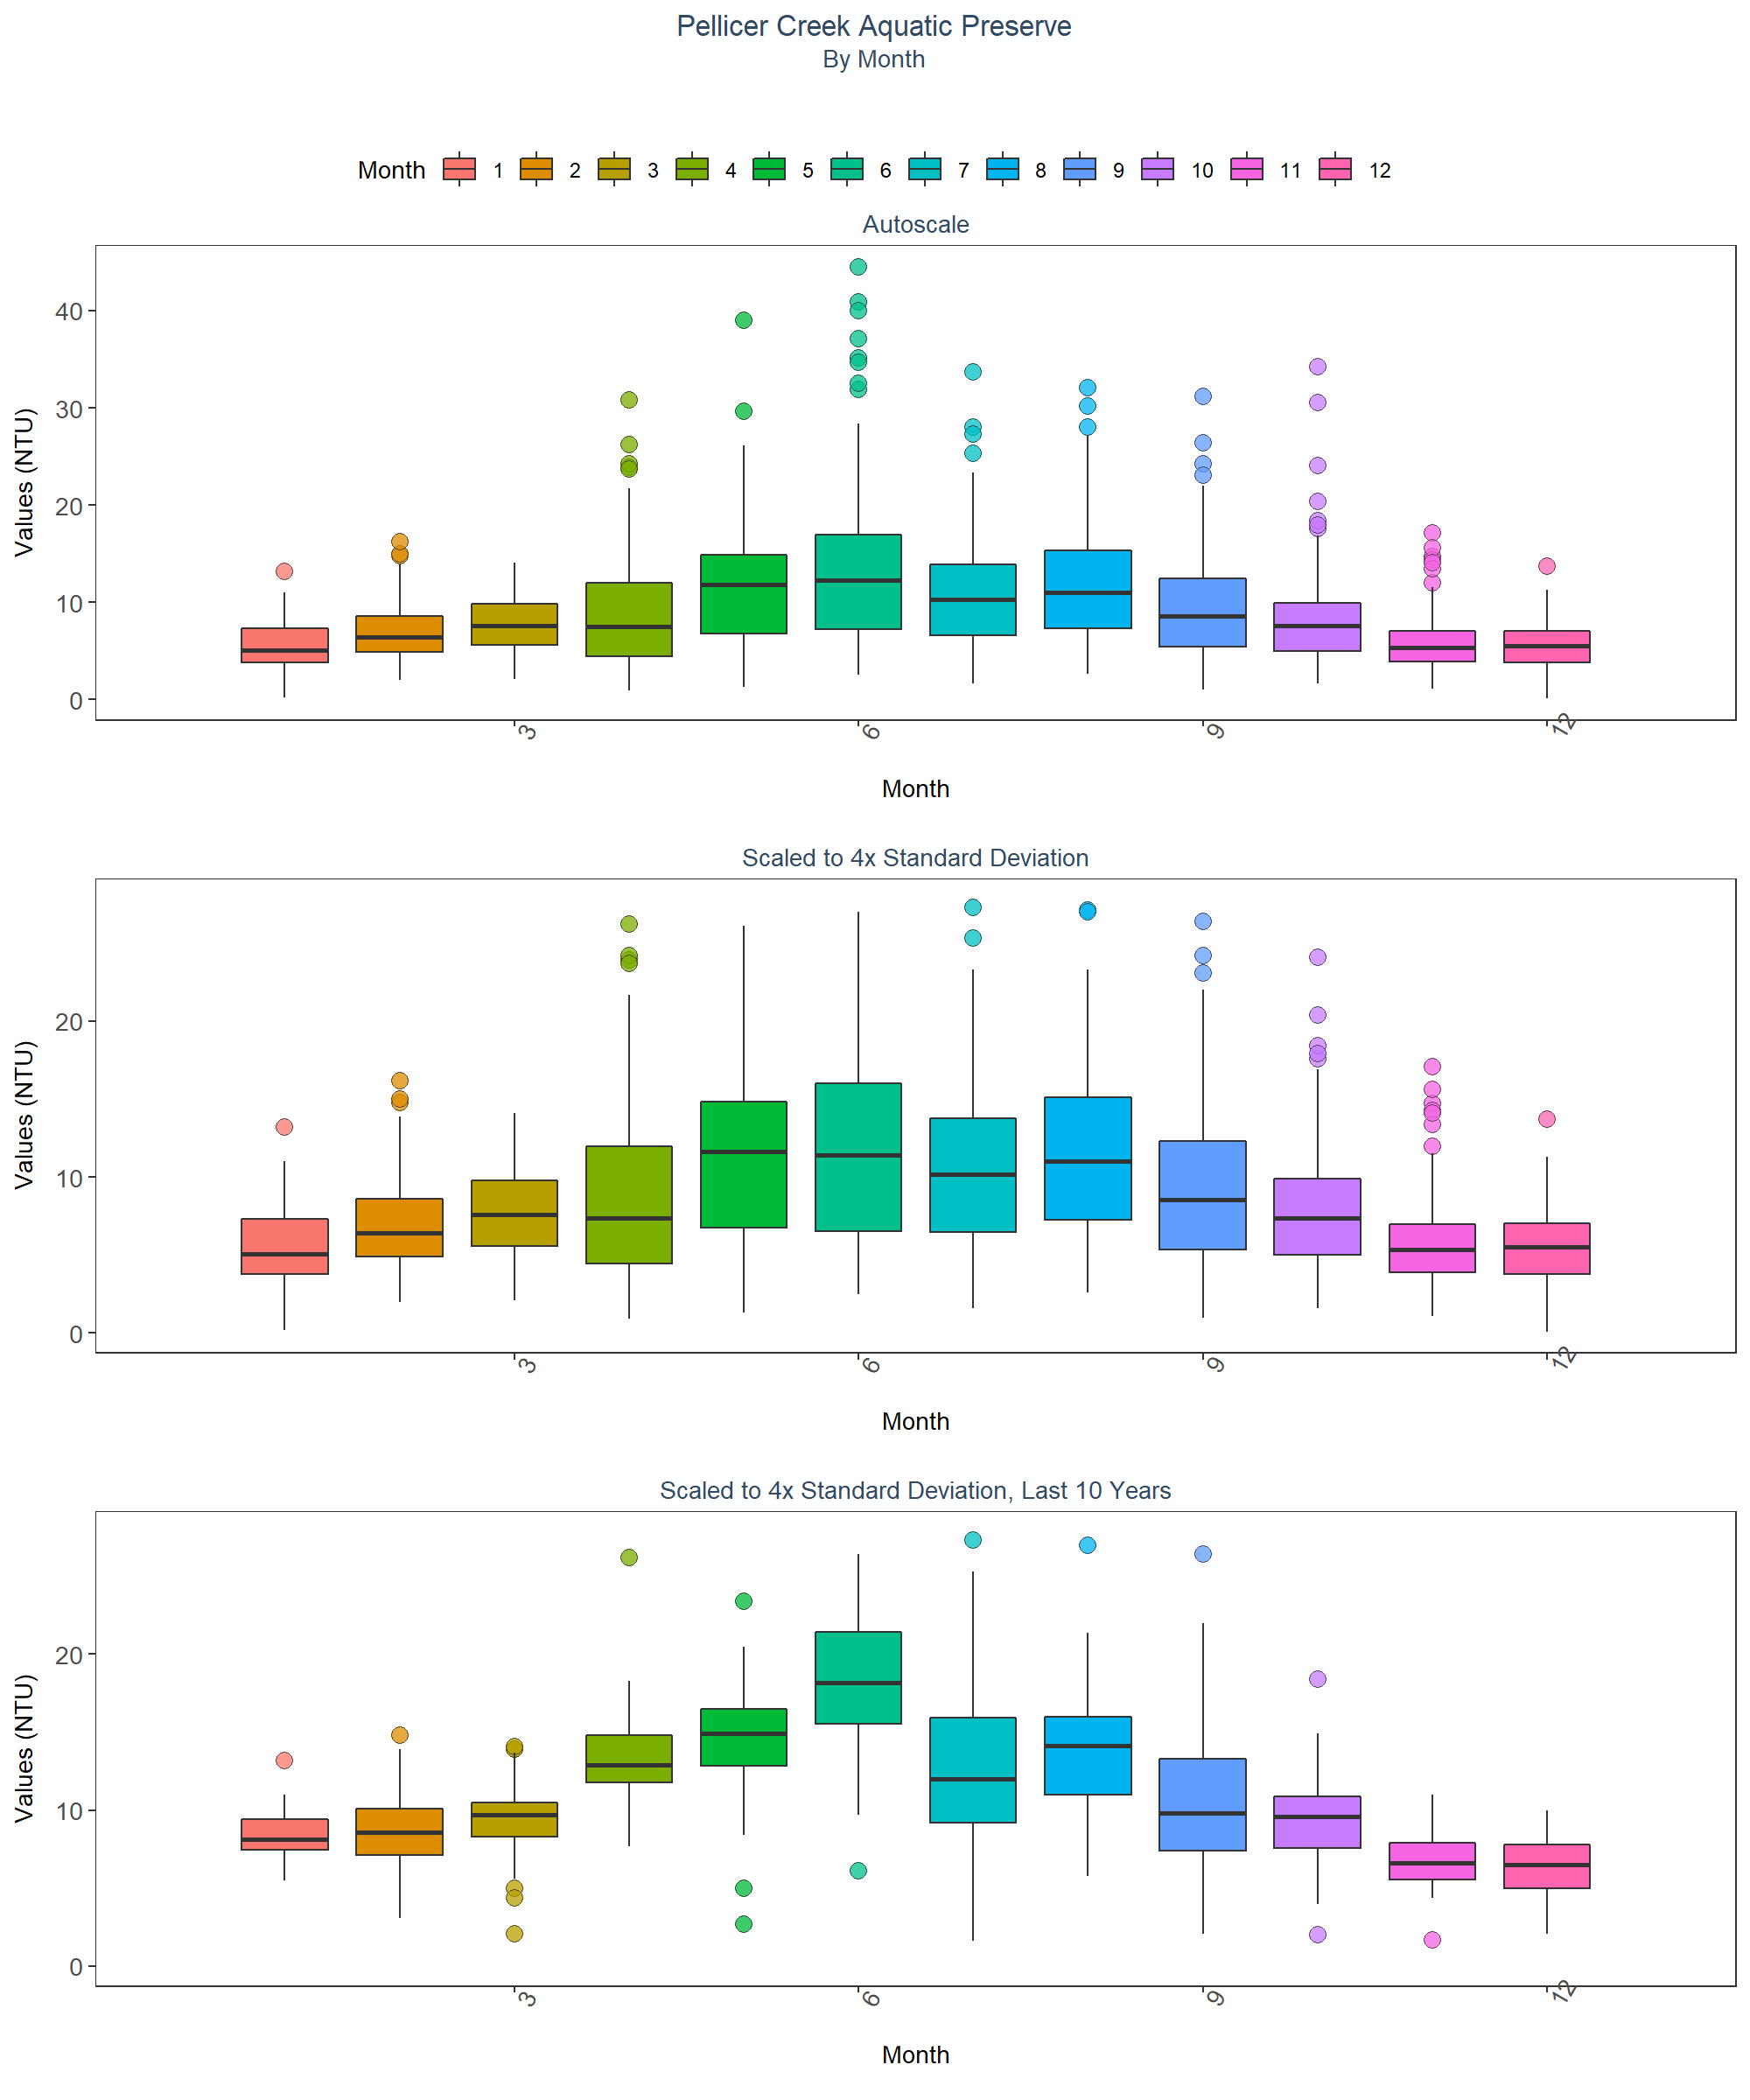 Pellicer Creek Aquatic Preserve
By Month
Month 1 2 3 4 5 6 7 8 9 10 11 12
Autoscale
Values (NTU)
40
30
20
10
0
3 6 9 12
Month
Scaled to 4x Standard Deviation
Values (NTU)
20
10
0
3 6 9 12
Month
Scaled to 4x Standard Deviation, Last 10 Years
Values (NTU)
20
10
0
3 6 9 12
Month